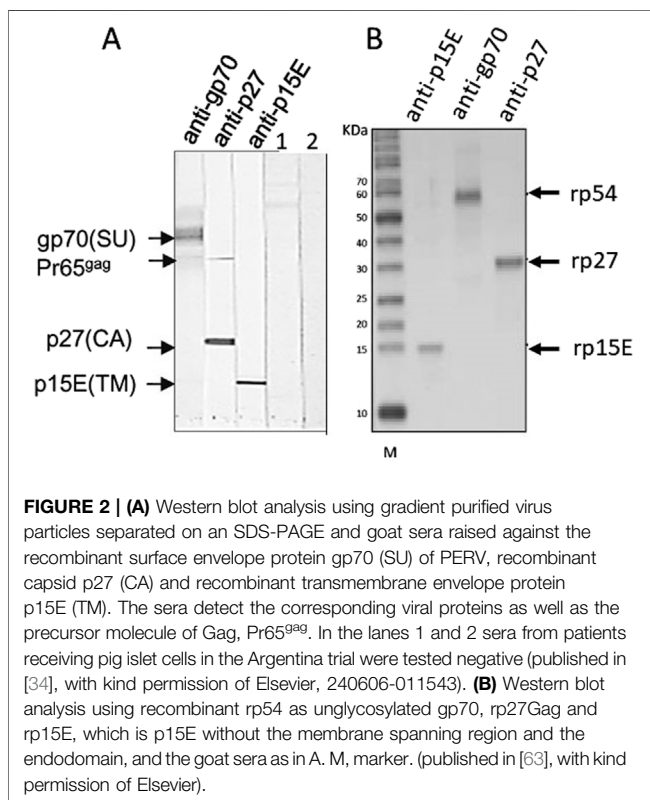 A
anti-gp70
anti-p27
anti-p15E
1 2
gp70(SU)
Pr65gag
p27(CA)
p15E(TM)
B
anti-p15E
anti-gp70
anti-p27
KDa
70
60
50
40
30
25
20
15
10
M
rp54
rp27
rp15E
FIGURE 2 | (A) Western blot analysis using gradient purified virus
particles separated on an SDS-PAGE and goat sera raised against the
recombinant surface envelope protein gp70 (SU) of PERV, recombinant
capsid p27 (CA) and recombinant transmembrane envelope protein
p15E (TM). The sera detect the corresponding viral proteins as well as the
precursor molecule of Gag, Pr65gag. In the lanes 1 and 2 sera from patients
receiving pig islet cells in the Argentina trial were tested negative (published in
[34], with kind permission of Elsevier, 240606-011543). (B) Western blot
analysis using recombinant rp54 as unglycosylated gp70, rp27Gag and
rp15E, which is p15E without the membrane spanning region and the
endodomain, and the goat sera as in A. M, marker. (published in [63], with kind
permission of Elsevier).